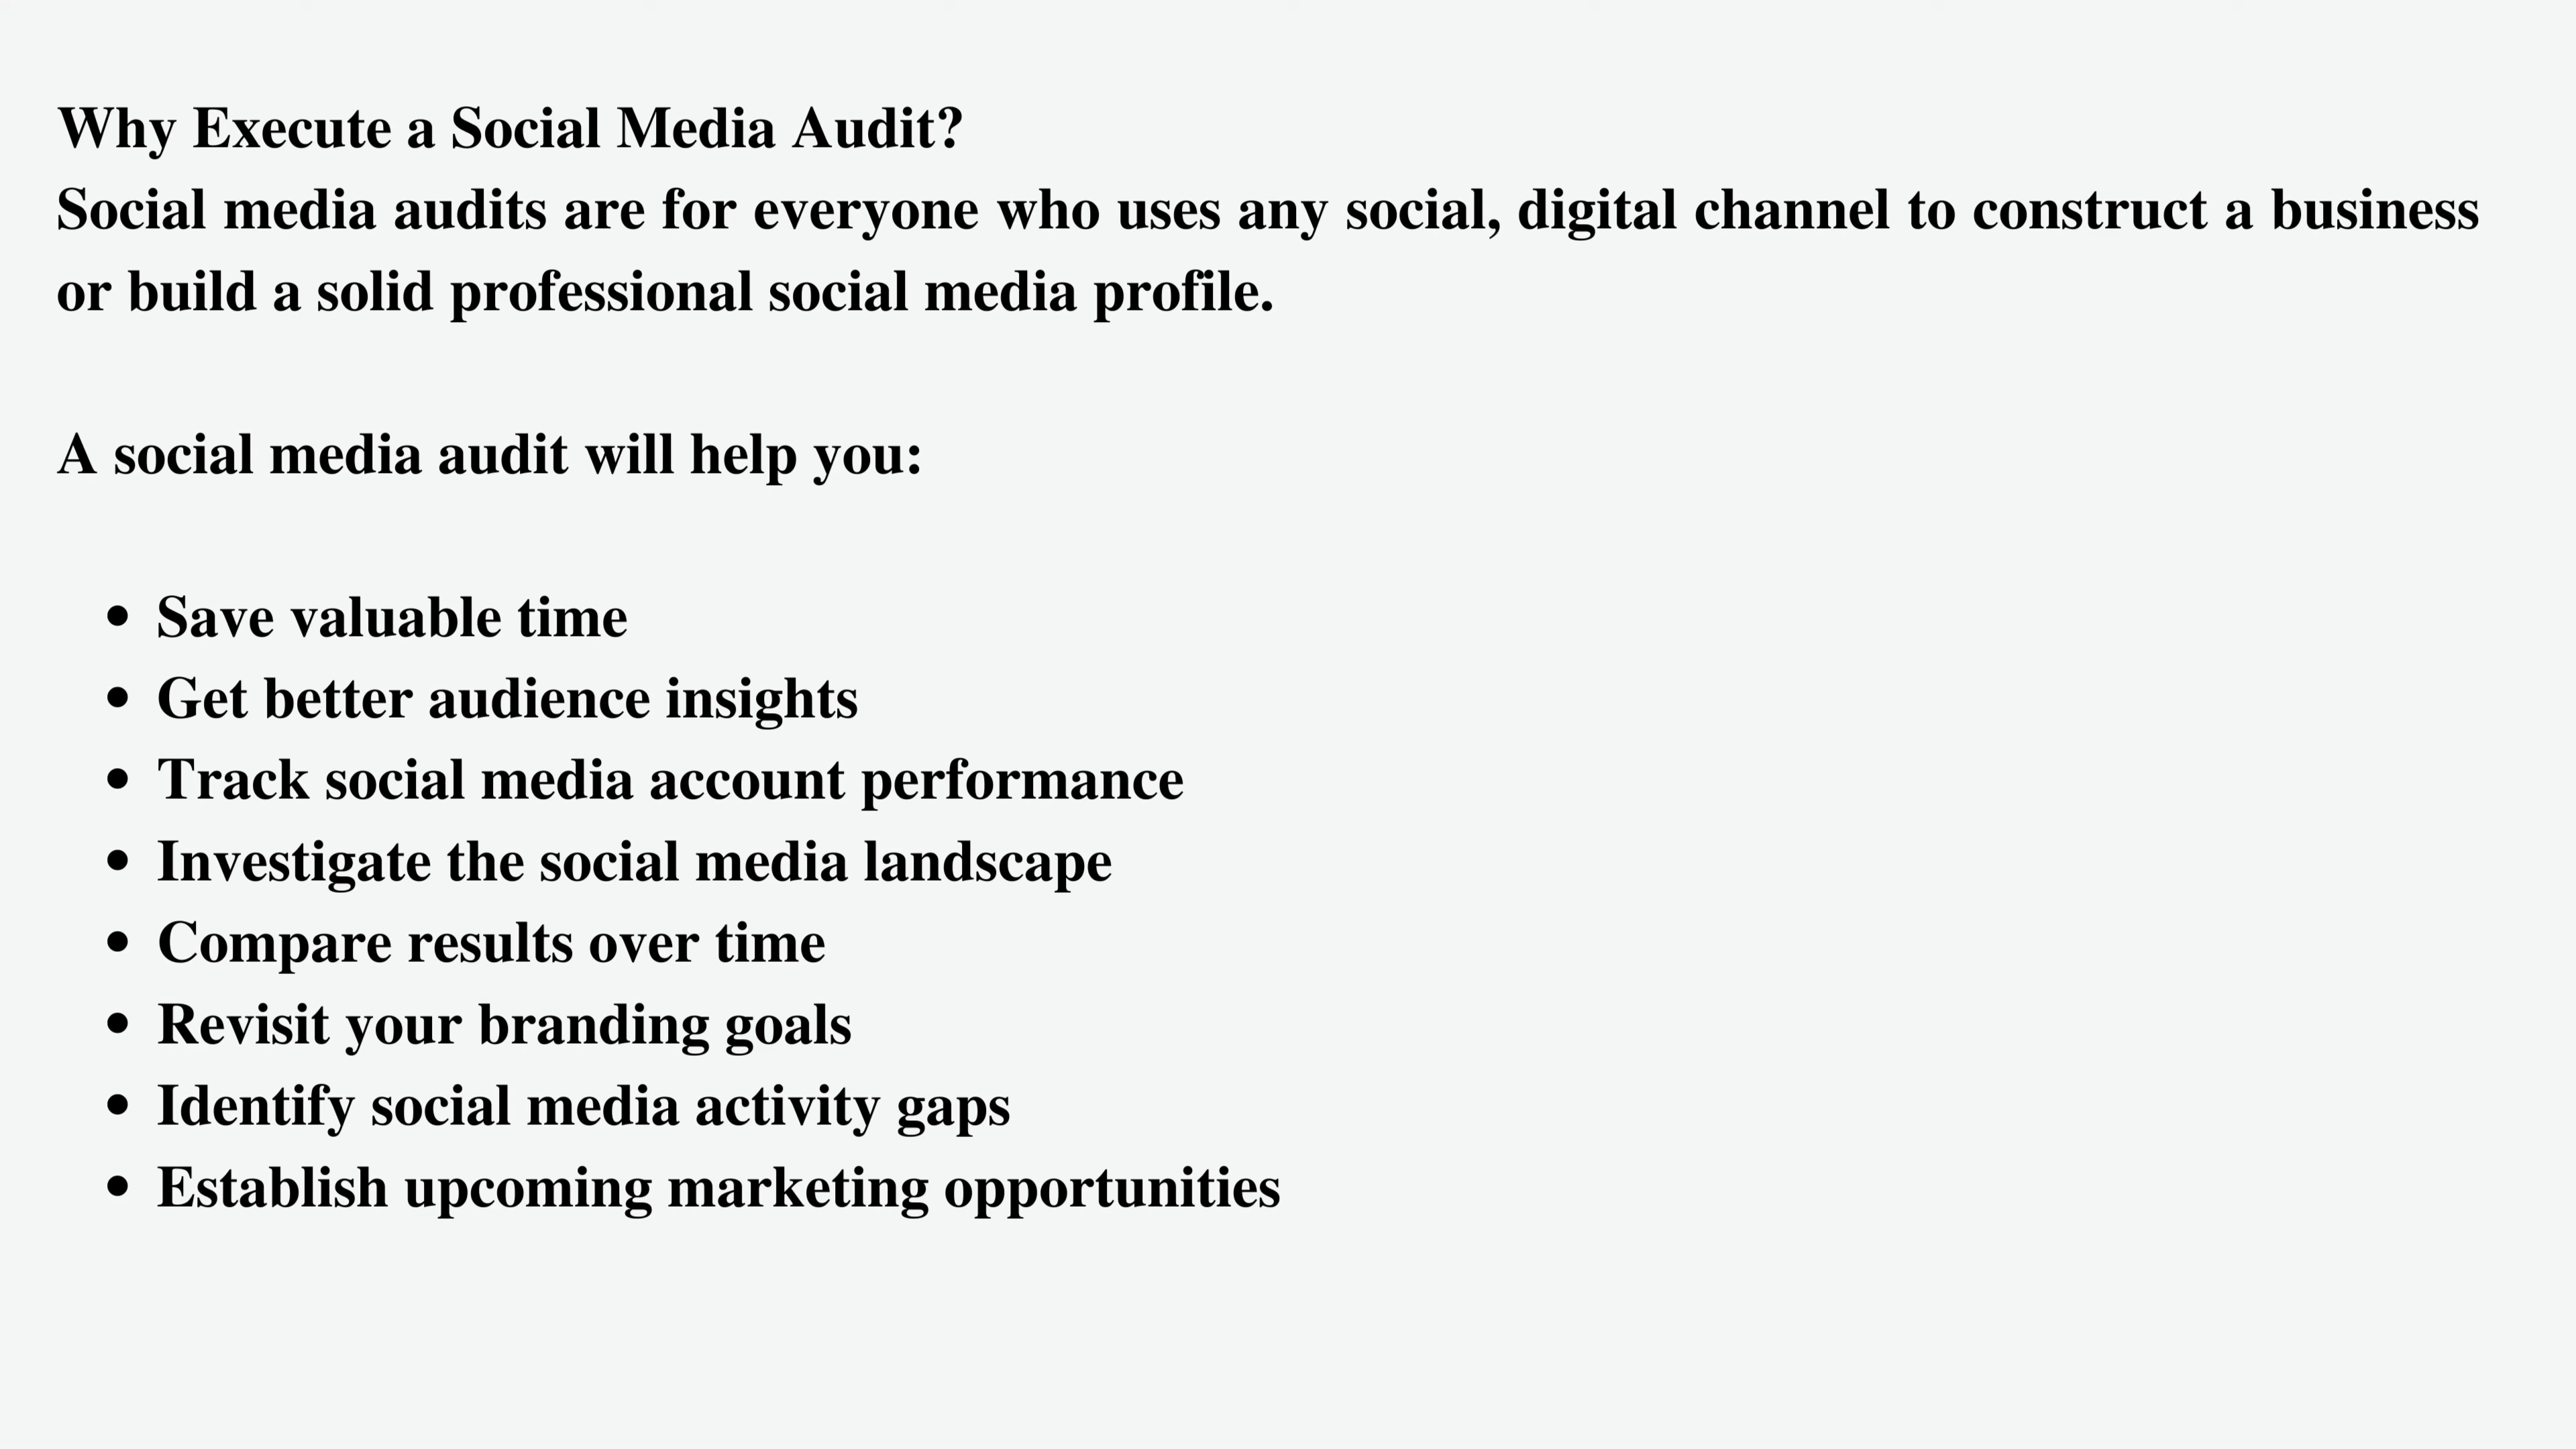 Why Execute a Social Media Audit?
Social media audits are for everyone who uses any social, digital channel to construct a business
or build a solid professional social media profile.
A social media audit will help you:
• Save valuable time
• Get better audience insights
• Track social media account performance
• Investigate the social media landscape
• Compare results over time
• Revisit your branding goals
• Identify social media activity gaps
• Establish upcoming marketing opportunities